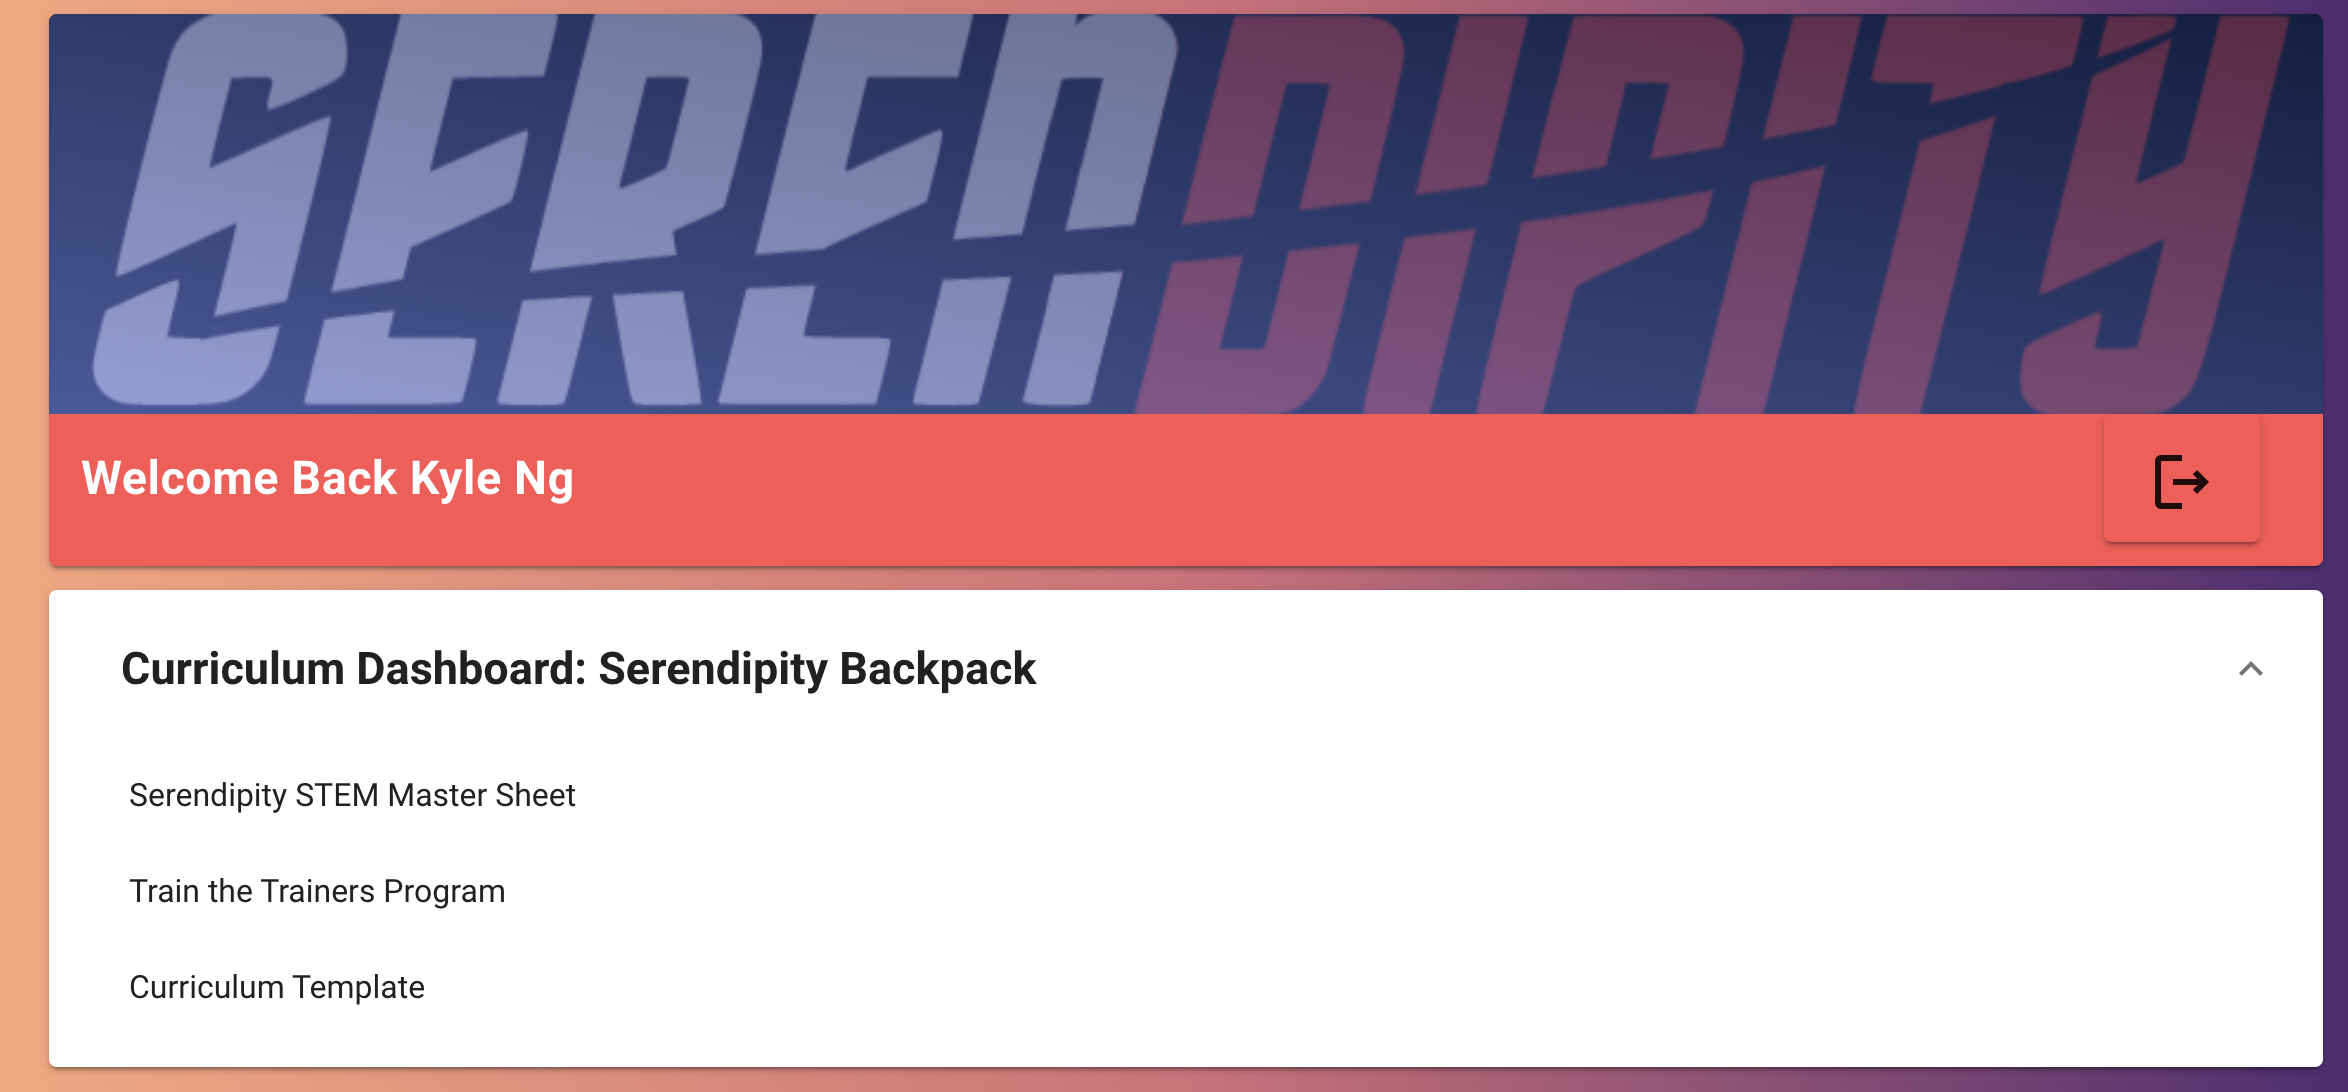 SERENDIPITY
Welcome Back Kyle Ng
Curriculum Dashboard: Serendipity Backpack
Serendipity STEM Master Sheet
Train the Trainers Program
Curriculum Template